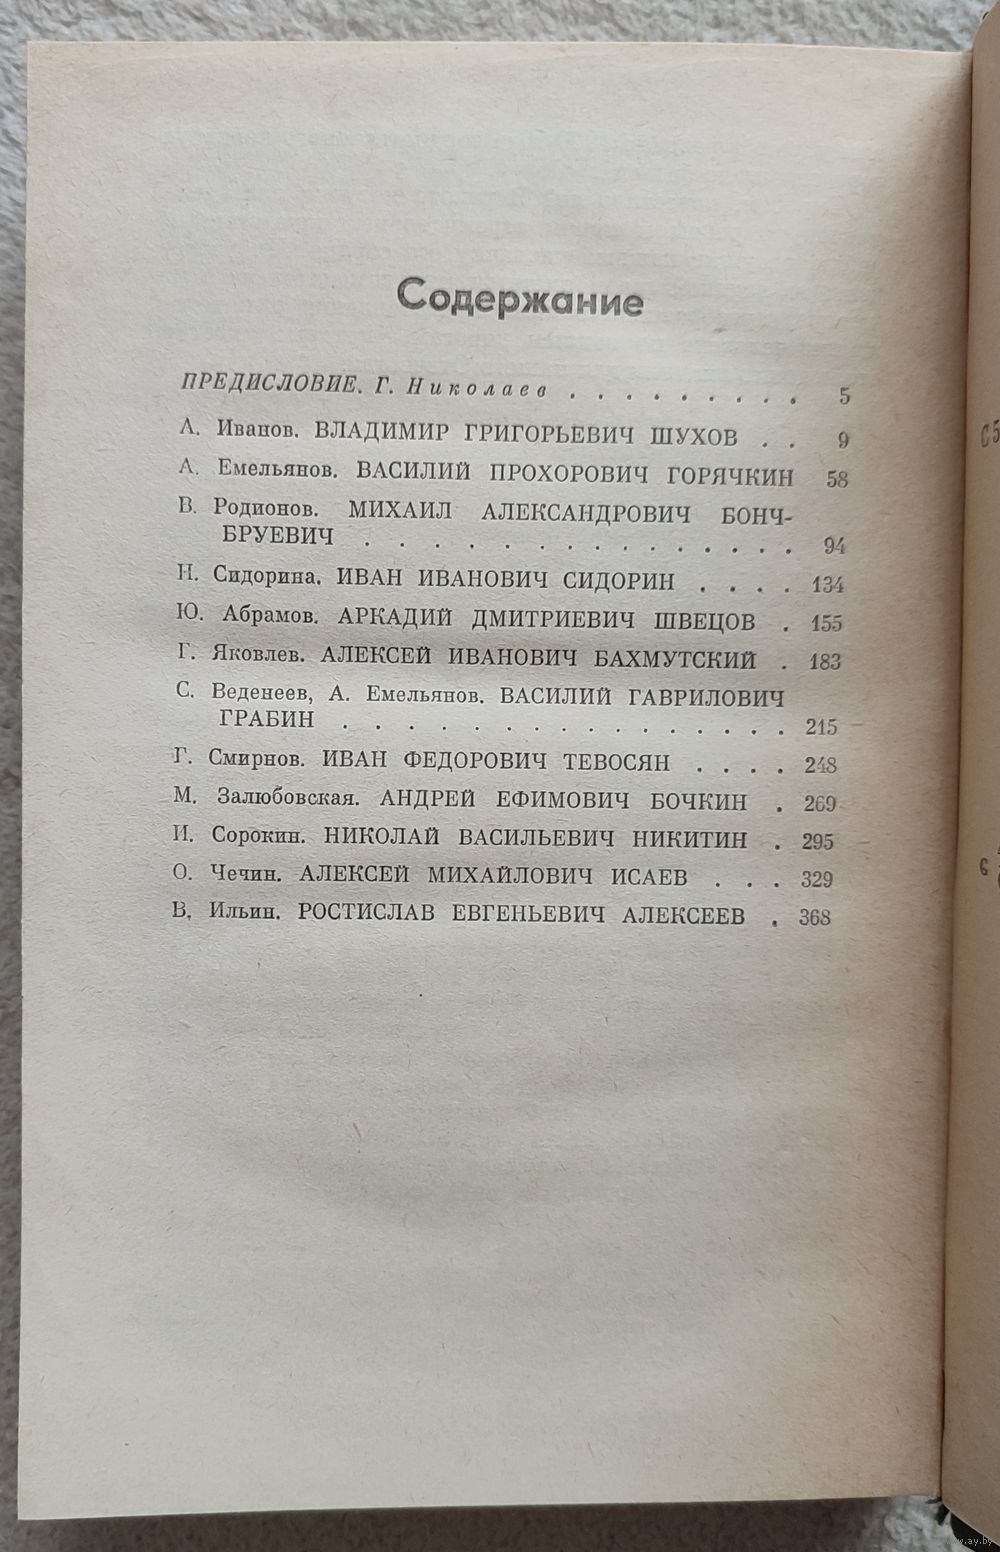 Содержание
ПРЕДИСЛОВИЕ. Г. Николаев . . . . . . . . . 5
А. Иванов. ВЛАДИМИР ГРИГОРЬЕВИЧ ШУХОВ . . 9
А. Емельянов. ВАСИЛИЙ ПРОХОРОВИЧ ГОРЯЧКИН 58
В. Родионов. МИХАИЛ АЛЕКСАНДРОВИЧ БОНЧ-
БРУЕВИЧ . . . . . . . . . . . . . . . 94
Н. Сидорина. ИВАН ИВАНОВИЧ СИДОРИН . . . . 134
Ю. Абрамов. АРКАДИЙ ДМИТРИЕВИЧ ШВЕЦОВ . 155
Г. Яковлев. АЛЕКСЕЙ ИВАНОВИЧ БАХМУТСКИЙ . 183
С. Веденеев, А. Емельянов. ВАСИЛИЙ ГАВРИЛОВИЧ
ГРАБИН . . . . . . . . . . . . . . . . 215
Г. Смирнов. ИВАН ФЕДОРОВИЧ ТЕВОСЯН . . . . 248
М. Залюбовская. АНДРЕЙ ЕФИМОВИЧ БОЧКИН . 269
И. Сорокин. НИКОЛАЙ ВАСИЛЬЕВИЧ НИКИТИН . 295
О. Чечин. АЛЕКСЕЙ МИХАЙЛОВИЧ ИСАЕВ . . . 329
В. Ильин. РОСТИСЛАВ ЕВГЕНЬЕВИЧ АЛЕКСЕЕВ . 368
www.ay.by